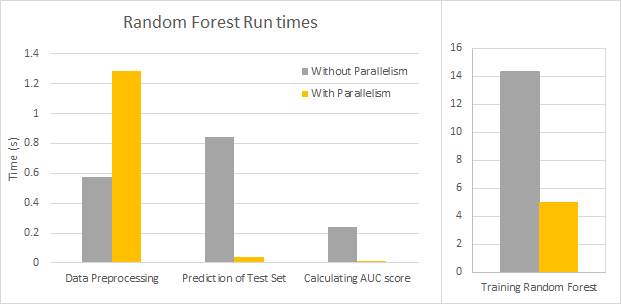 Random Forest Run times
Time (s)
1.4
1.2
1
0.8
0.6
0.4
0.2
0
Without Parallelism
With Parallelism
Data Preprocessing
Prediction of Test Set
Calculating AUC score
16
14
12
10
8
6
4
2
0
Training Random Forest